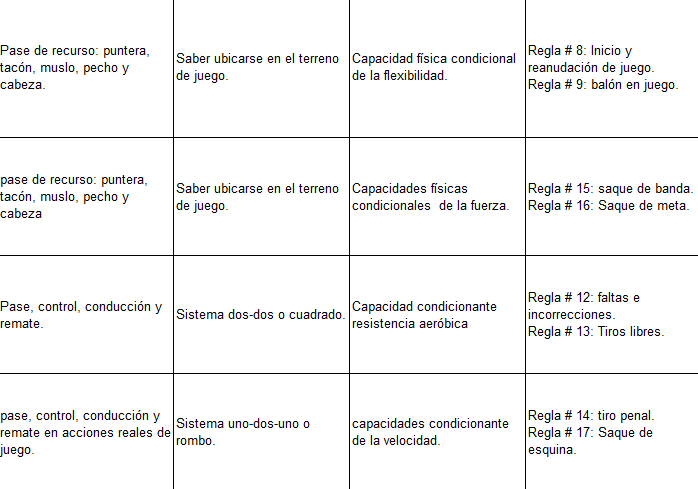 Pase de recurso: puntera,
tacón, muslo, pecho y
cabeza.
Saber ubicarse en el terreno
de juego.
Capacidad física condicional
de la flexibilidad.
Regla # 8: Inicio y
reanudación de juego.
Regla # 9: balón en juego.
pase de recurso: puntera,
tacón, muslo, pecho y
cabeza
Saber ubicarse en el terreno
de juego.
Capacidades físicas
condicionales  de la fuerza.
Regla # 15: saque de banda.
Regla # 16: Saque de meta.
Pase, control, conducción y
remate.
Sistema dos-dos o cuadrado.
Capacidad condicionante
resistencia aeróbica
Regla # 12: faltas e
incorrecciones.
Regla # 13: Tiros libres.
pase, control, conducción y
remate en acciones reales de
juego.
Sistema uno-dos-uno o
rombo.
capacidades condicionante
de la velocidad.
Regla # 14: tiro penal.
Regla # 17: Saque de
esquina.